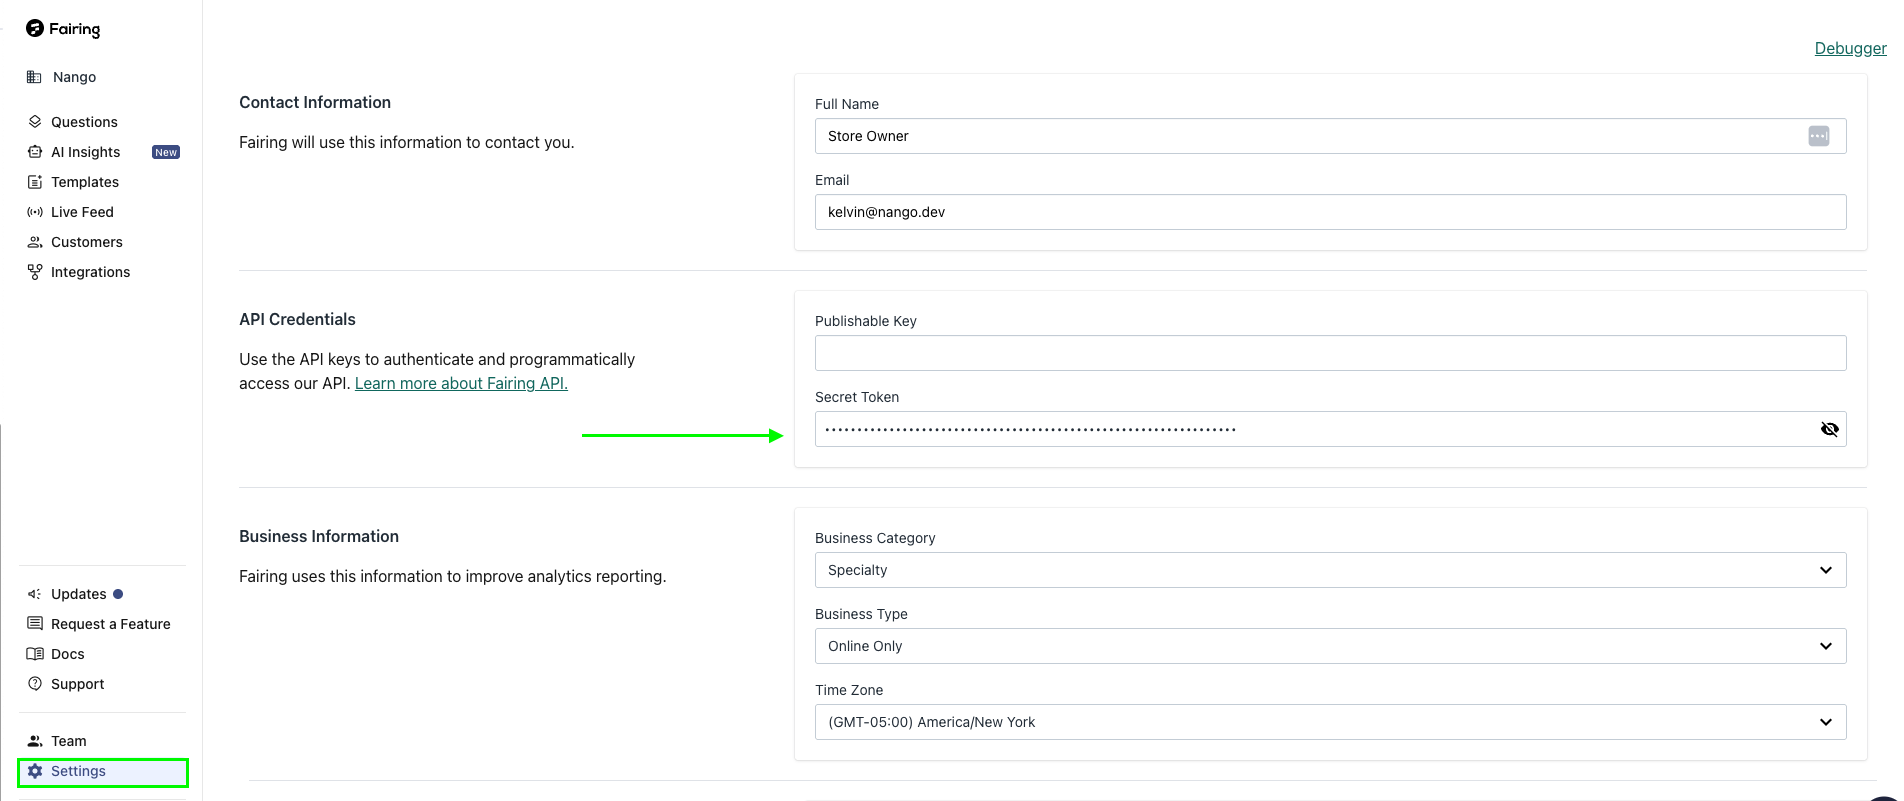 Fairing
Nango
Questions
AI Insights New
Templates
Live Feed
Customers
Integrations
Updates
Request a Feature
Docs
Support
Team
Settings
Debugger
Contact Information
Fairing will use this information to contact you.
Full Name
Store Owner
Email
kelvin@nango.dev
API Credentials
Use the API keys to authenticate and programmatically
access our API. Learn more about Fairing API.
Publishable Key
Secret Token
Business Information
Fairing uses this information to improve analytics reporting.
Business Category
Specialty
Business Type
Online Only
Time Zone
(GMT-05:00) America/New York